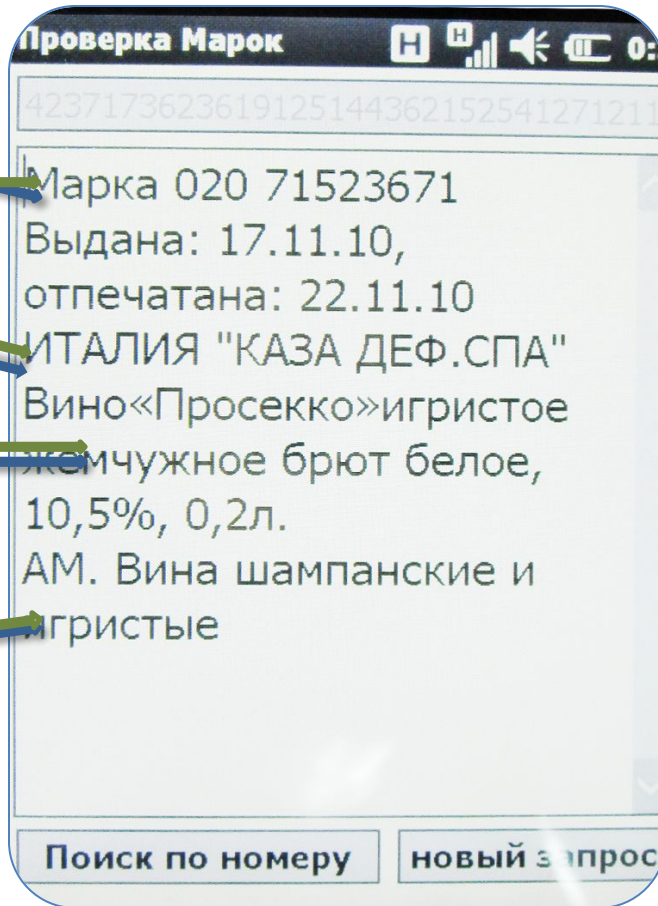 Проверка Марок H H 0:
4237173623619125144362152541271211
Марка 020 71523671
Выдана: 17.11.10,
отпечатана: 22.11.10
ИТАЛИЯ "КАЗА ДЕФ.СПА"
Вино«Просекко»игристое
жемчужное брют белое,
10,5%, 0,2л.
АМ. Вина шампанские и
игристые
Поиск по номеру новый запрос